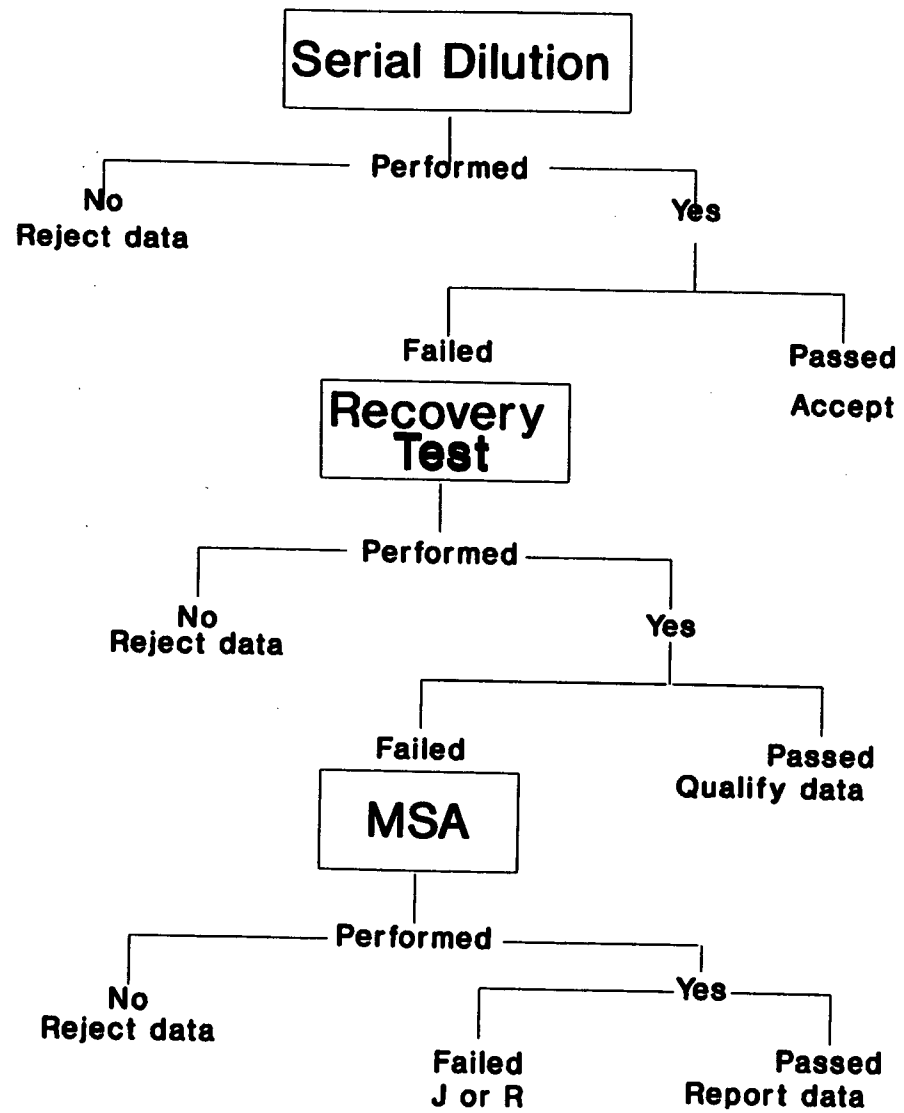 Serial Dilution
Performed
No
Reject data
Yes
Failed
Passed
Accept
Recovery
Test
Performed
No
Reject data
Yes
Failed
Passed
Qualify data
MSA
Performed
No
Reject data
Yes
Failed
J or R
Passed
Report data